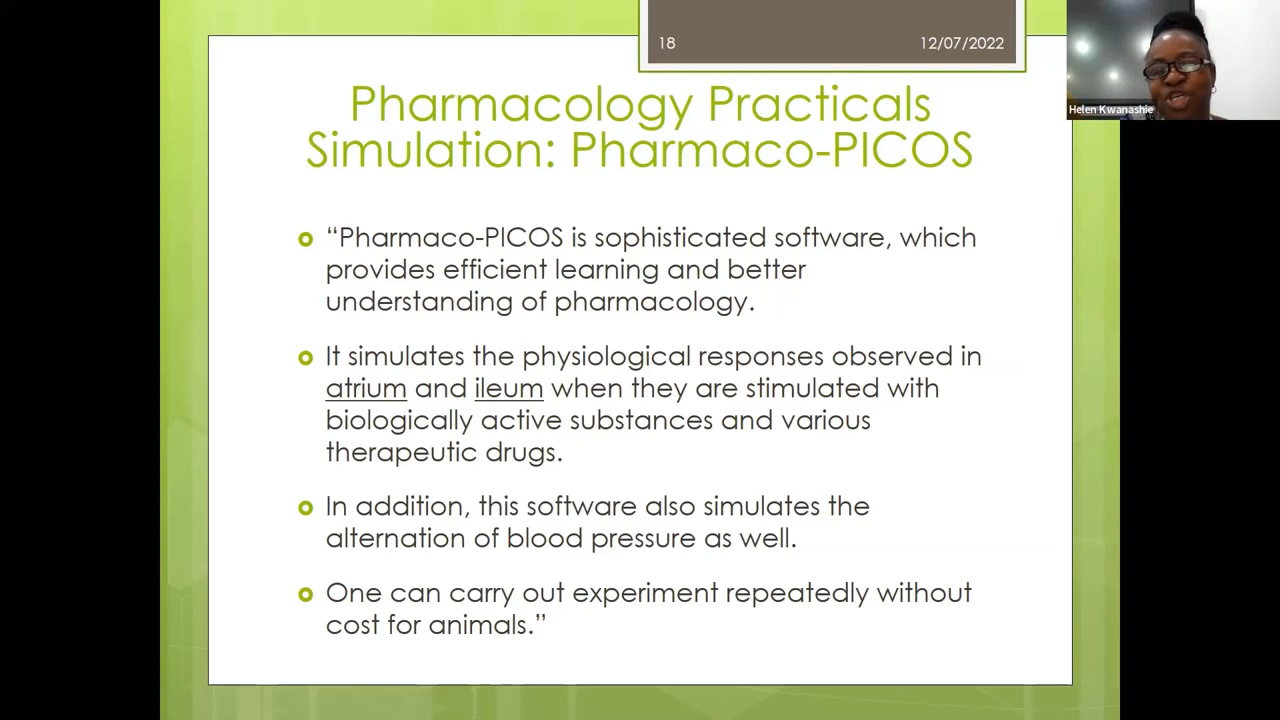 18
12/07/2022
Helen Kwanashie
Pharmacology Practicals
Simulation: Pharmaco-PICOS
“Pharmaco-PICOS is sophisticated software, which
provides efficient learning and better
understanding of pharmacology.
It simulates the physiological responses observed in
atrium and ileum when they are stimulated with
biologically active substances and various
therapeutic drugs.
In addition, this software also simulates the
alternation of blood pressure as well.
One can carry out experiment repeatedly without
cost for animals.”